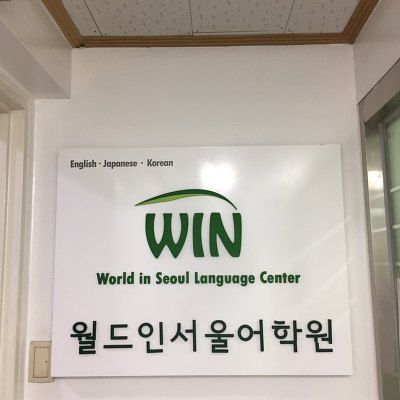 English · Japanese · Korean
WIN
World in Seoul Language Center
월드인서울어학원